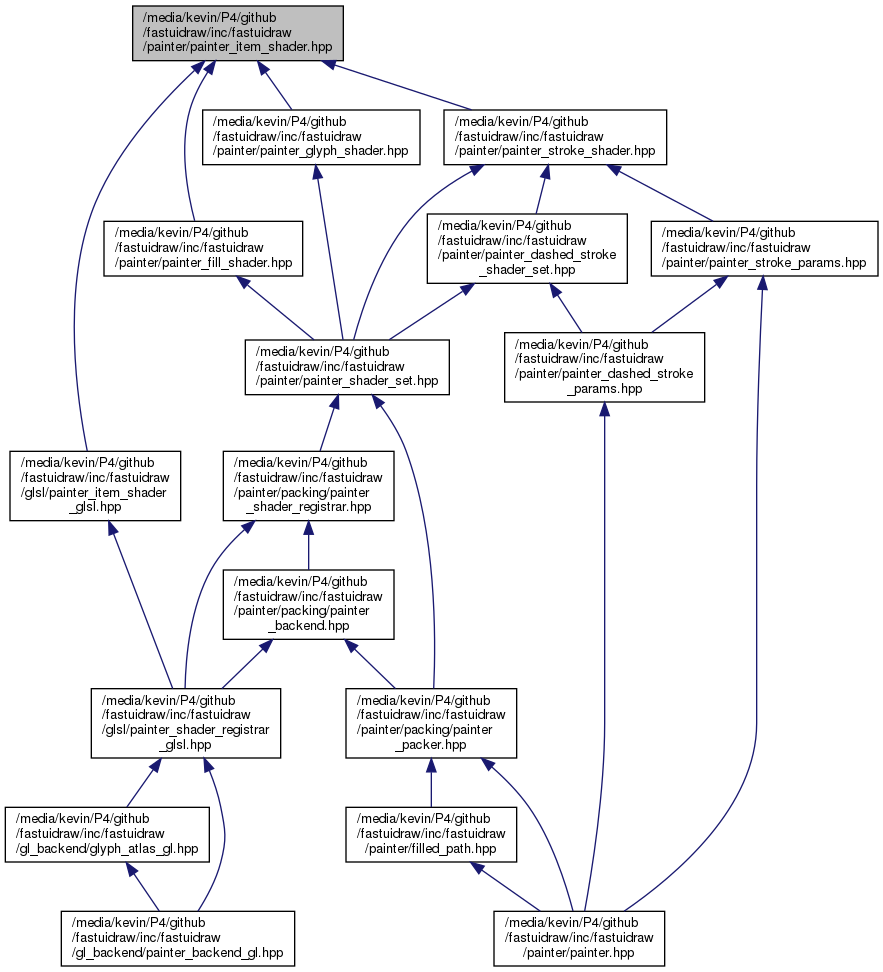 /media/kevin/P4/github
/fastuidraw/inc/fastuidraw
/painter/painter_item_shader.hpp
/media/kevin/P4/github
/fastuidraw/inc/fastuidraw
/painter/painter_glyph_shader.hpp
/media/kevin/P4/github
/fastuidraw/inc/fastuidraw
/painter/painter_stroke_shader.hpp
/media/kevin/P4/github
/fastuidraw/inc/fastuidraw
/painter/painter_fill_shader.hpp
/media/kevin/P4/github
/fastuidraw/inc/fastuidraw
/painter/painter_dashed_stroke
_shader_set.hpp
/media/kevin/P4/github
/fastuidraw/inc/fastuidraw
/painter/painter_stroke_params.hpp
/media/kevin/P4/github
/fastuidraw/inc/fastuidraw
/painter/painter_shader_set.hpp
/media/kevin/P4/github
/fastuidraw/inc/fastuidraw
/painter/painter_dashed_stroke
_params.hpp
/media/kevin/P4/github
/fastuidraw/inc/fastuidraw
/glsl/painter_item_shader
_glsl.hpp
/media/kevin/P4/github
/fastuidraw/inc/fastuidraw
/painter/packing/painter
_shader_registrar.hpp
/media/kevin/P4/github
/fastuidraw/inc/fastuidraw
/painter/packing/painter
_backend.hpp
/media/kevin/P4/github
/fastuidraw/inc/fastuidraw
/glsl/painter_shader_registrar
_glsl.hpp
/media/kevin/P4/github
/fastuidraw/inc/fastuidraw
/painter/packing/painter
_packer.hpp
/media/kevin/P4/github
/fastuidraw/inc/fastuidraw
/gl_backend/glyph_atlas_gl.hpp
/media/kevin/P4/github
/fastuidraw/inc/fastuidraw
/painter/filled_path.hpp
/media/kevin/P4/github
/fastuidraw/inc/fastuidraw
/gl_backend/painter_backend_gl.hpp
/media/kevin/P4/github
/fastuidraw/inc/fastuidraw
/painter/painter.hpp